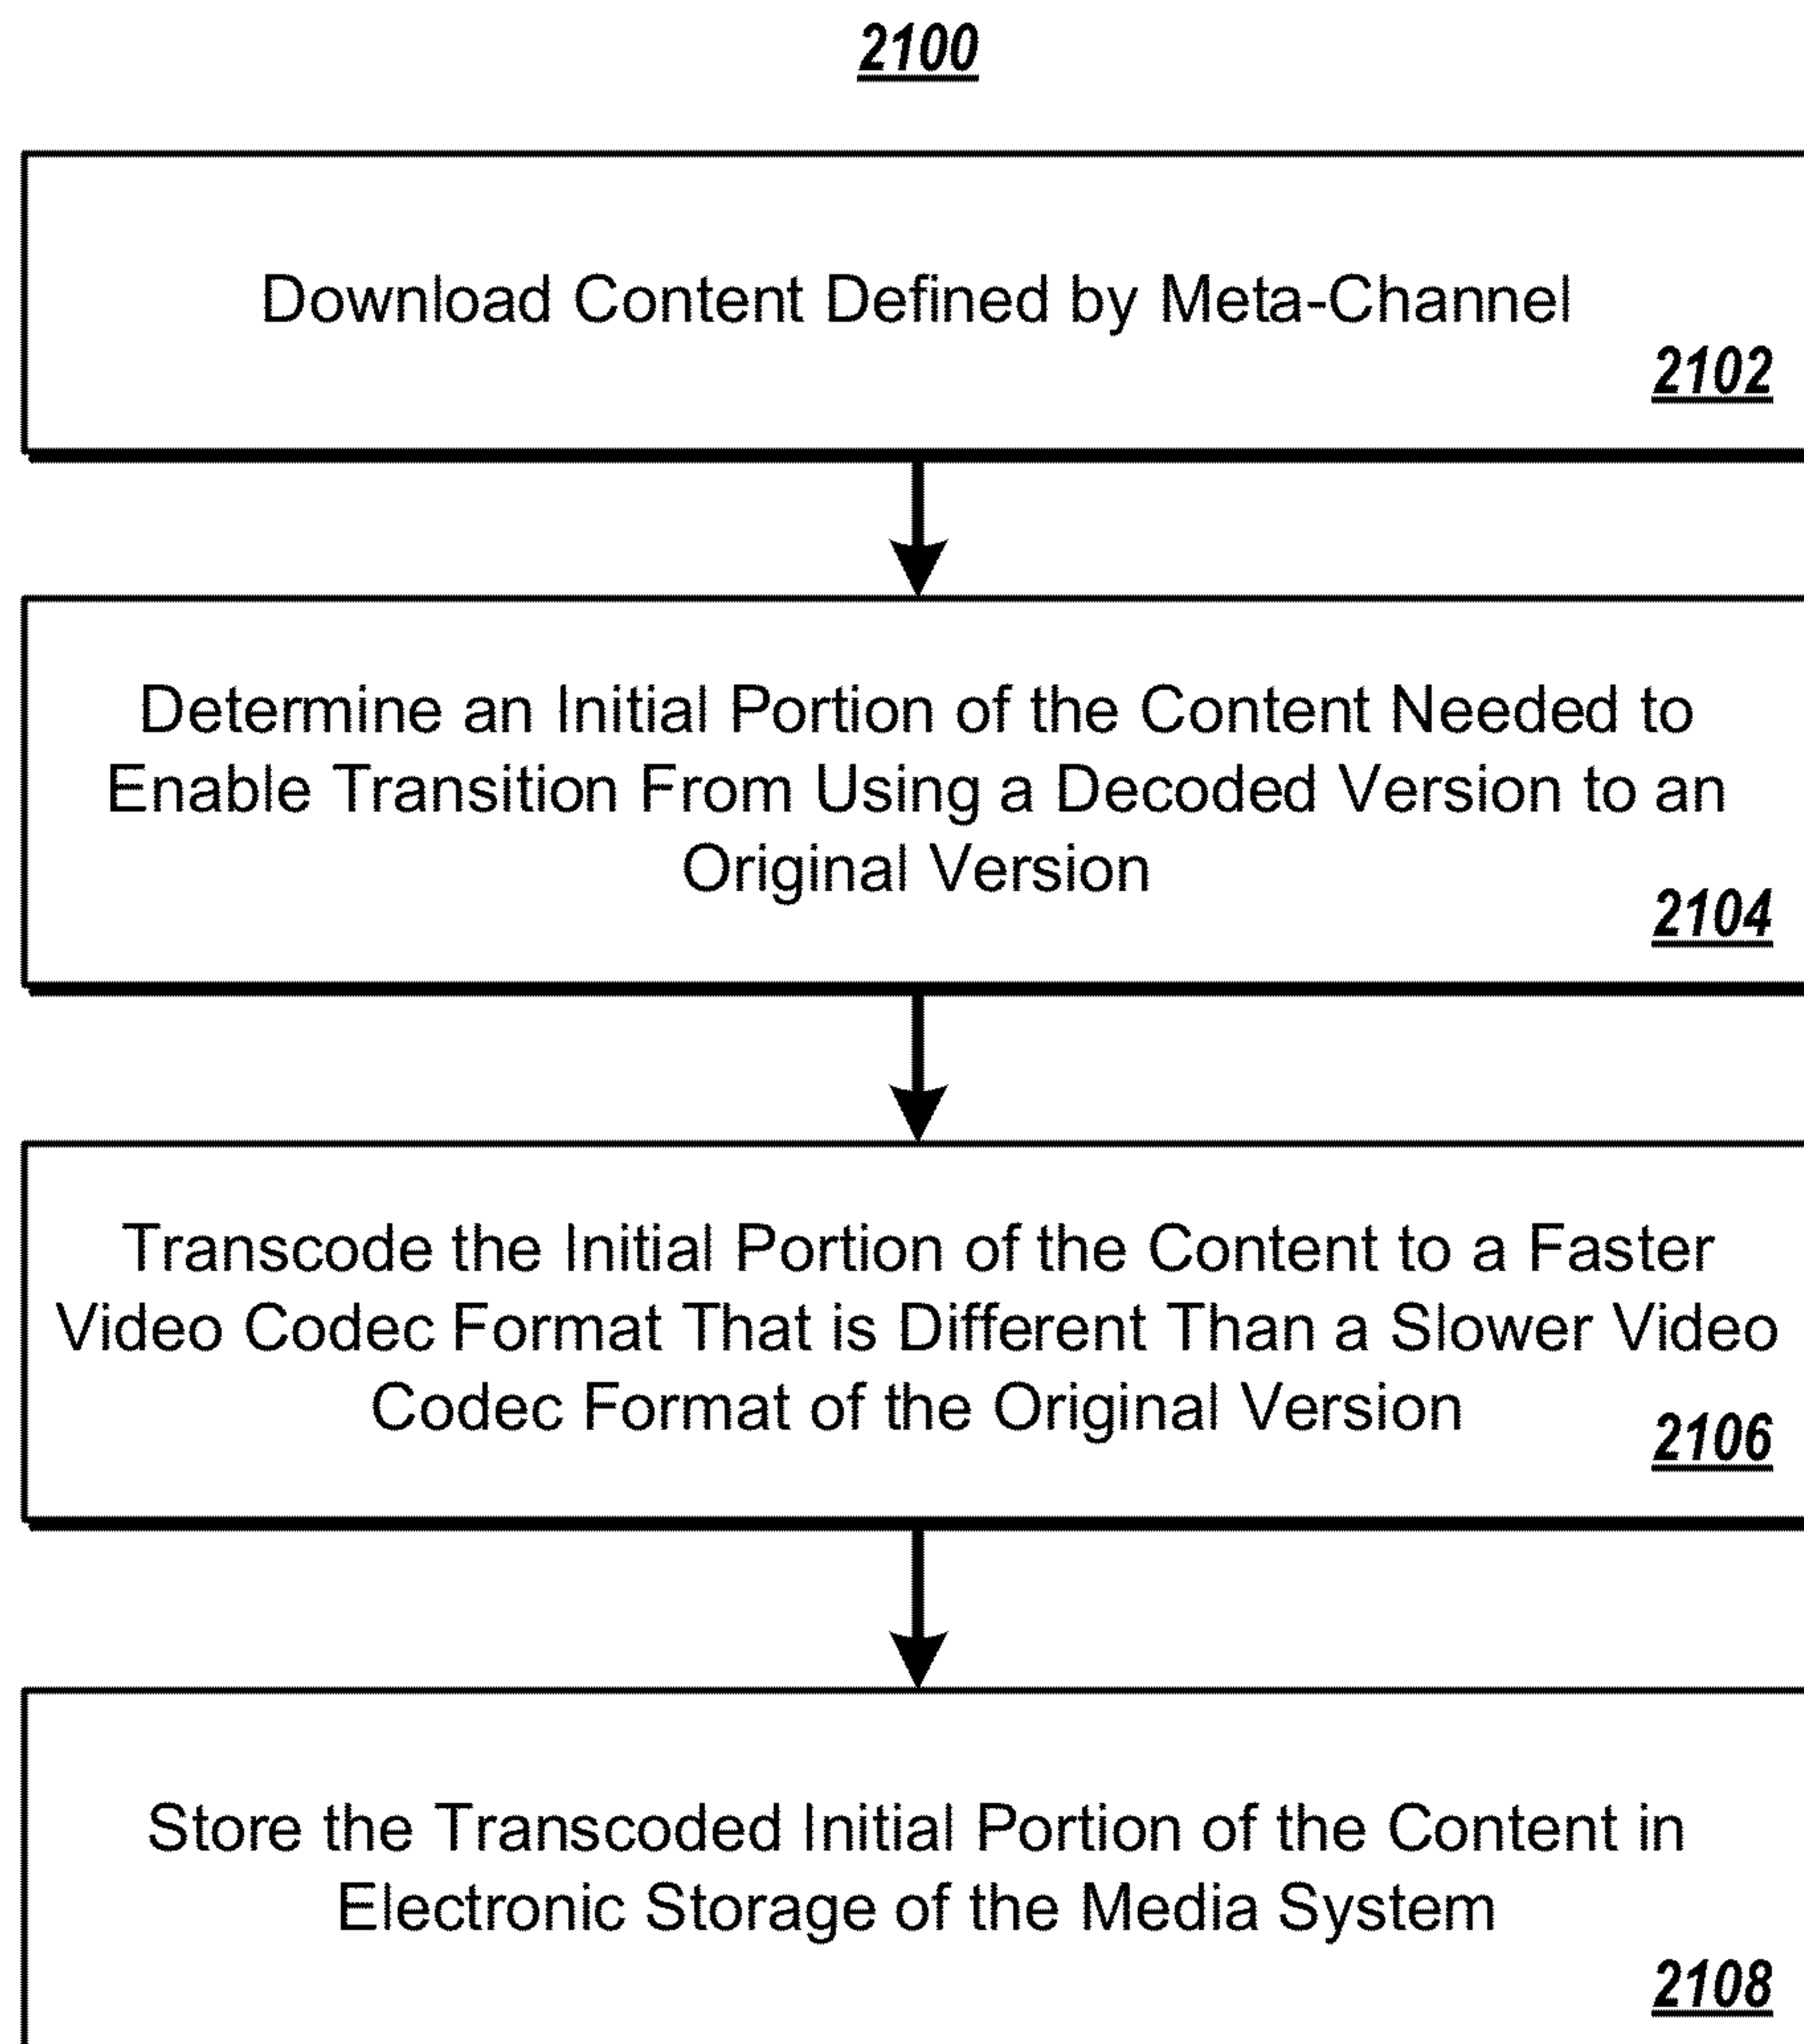 2100
Download Content Defined by Meta-Channel
2102
Determine an Initial Portion of the Content Needed to
Enable Transition From Using a Decoded Version to an
Original Version
2104
Transcode the Initial Portion of the Content to a Faster
Video Codec Format That is Different Than a Slower Video
Codec Format of the Original Version
2106
Store the Transcoded Initial Portion of the Content in
Electronic Storage of the Media System
2108